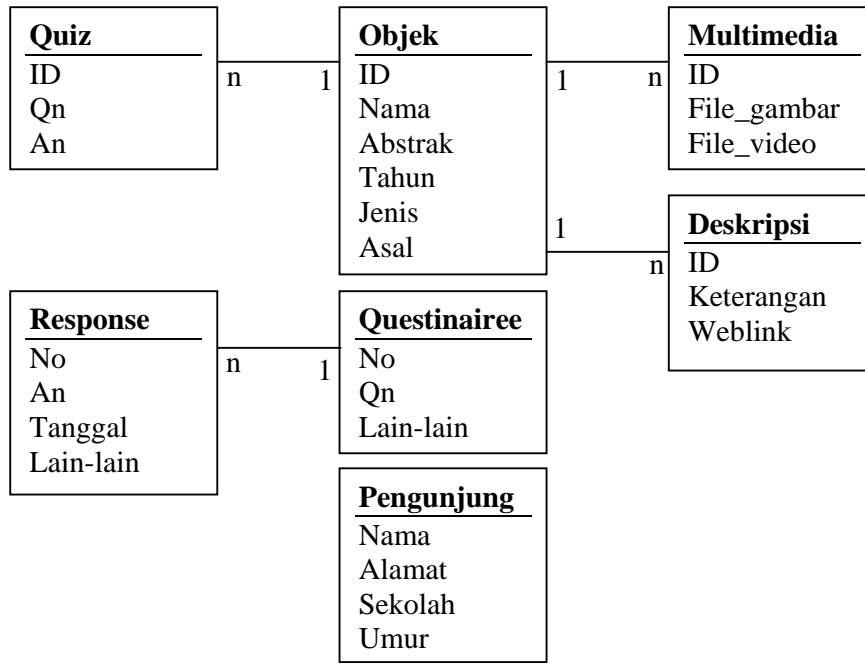 Quiz
ID
Qn
An
n
1
Objek
ID
Nama
Abstrak
Tahun
Jenis
Asal
1
n
Multimedia
ID
File_gambar
File_video
1
n
Deskripsi
ID
Keterangan
Weblink
Response
No
An
Tanggal
Lain-lain
n
1
Questinairee
No
Qn
Lain-lain
Pengunjung
Nama
Alamat
Sekolah
Umur